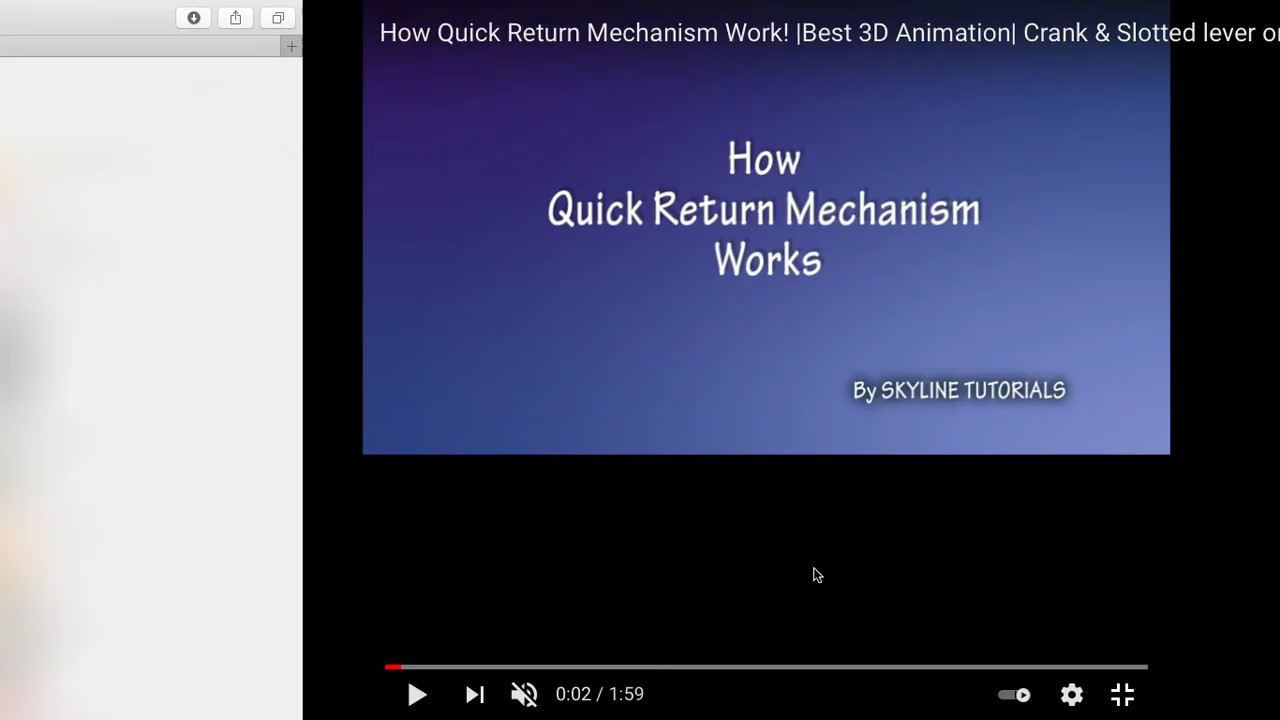 How Quick Return Mechanism Work! |Best 3D Animation| Crank & Slotted lever
How
Quick Return Mechanism
Works
By SKYLINE TUTORIALS
0:02 / 1:59